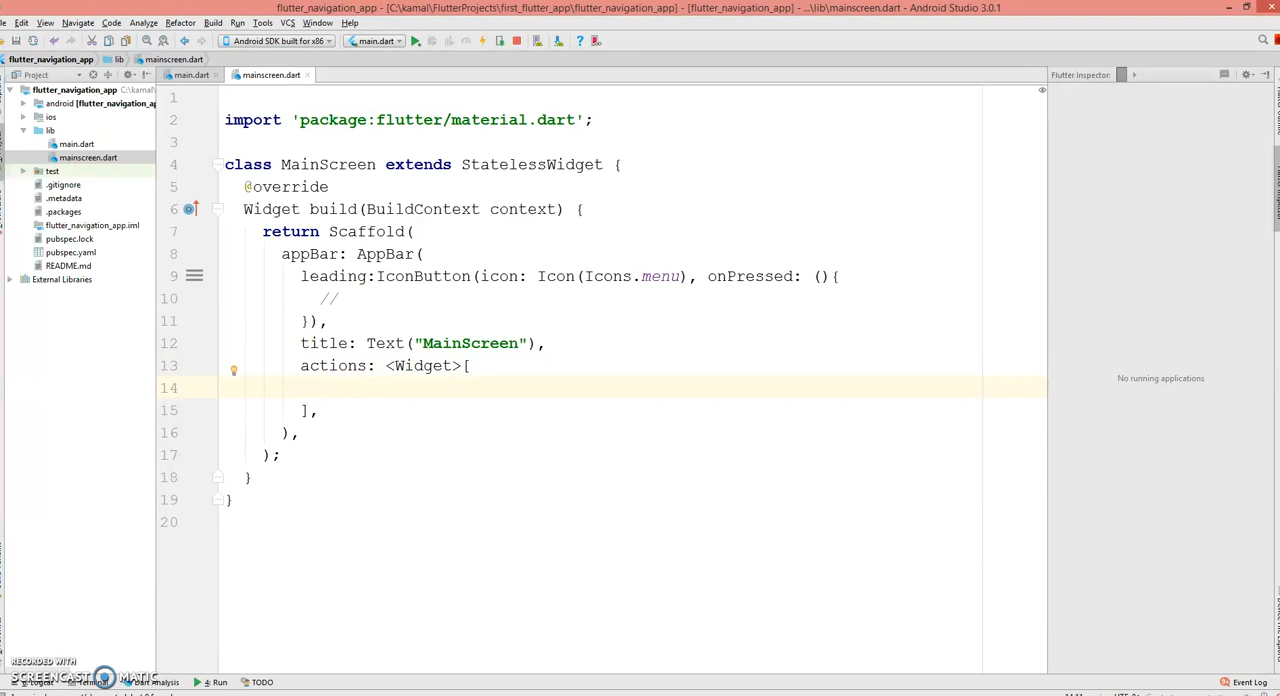 flutter_navigation_app - [C:\kamal\FlutterProjects\first_flutter_app\flutter_navigation_app] - [flutter_navigation_app] - ...\lib\mainscreen.dart - Android Studio 3.0.1
Edit View Navigate Code Analyze Refactor Build Run Tools VCS Window Help
Android SDK built for x86 main.dart
flutter_navigation_app lib mainscreen.dart
Project main.dart mainscreen.dart Flutter Inspector:
flutter_navigation_app C:\ka
android [flutter_navigation_ap
ios
lib
main.dart
mainscreen.dart
test
.gitignore
.metadata
.packages
flutter_navigation_app.iml
pubspec.lock
pubspec.yaml
README.md
External Libraries
1
2 import 'package:flutter/material.dart';
3
4 class MainScreen extends StatelessWidget {
5 @override
6 Widget build(BuildContext context) {
7 return Scaffold(
8 appBar: AppBar(
9 leading:IconButton(icon: Icon(Icons.menu), onPressed: (){
10 //
11 }),
12 title: Text("MainScreen"),
13 actions: <Widget>[
14
15 ],
16 ),
17 );
18 }
19 }
20
No running applications
RECORDED WITH
SCREENCAST MATIC
Dart Analysis 4: Run TODO Event Log